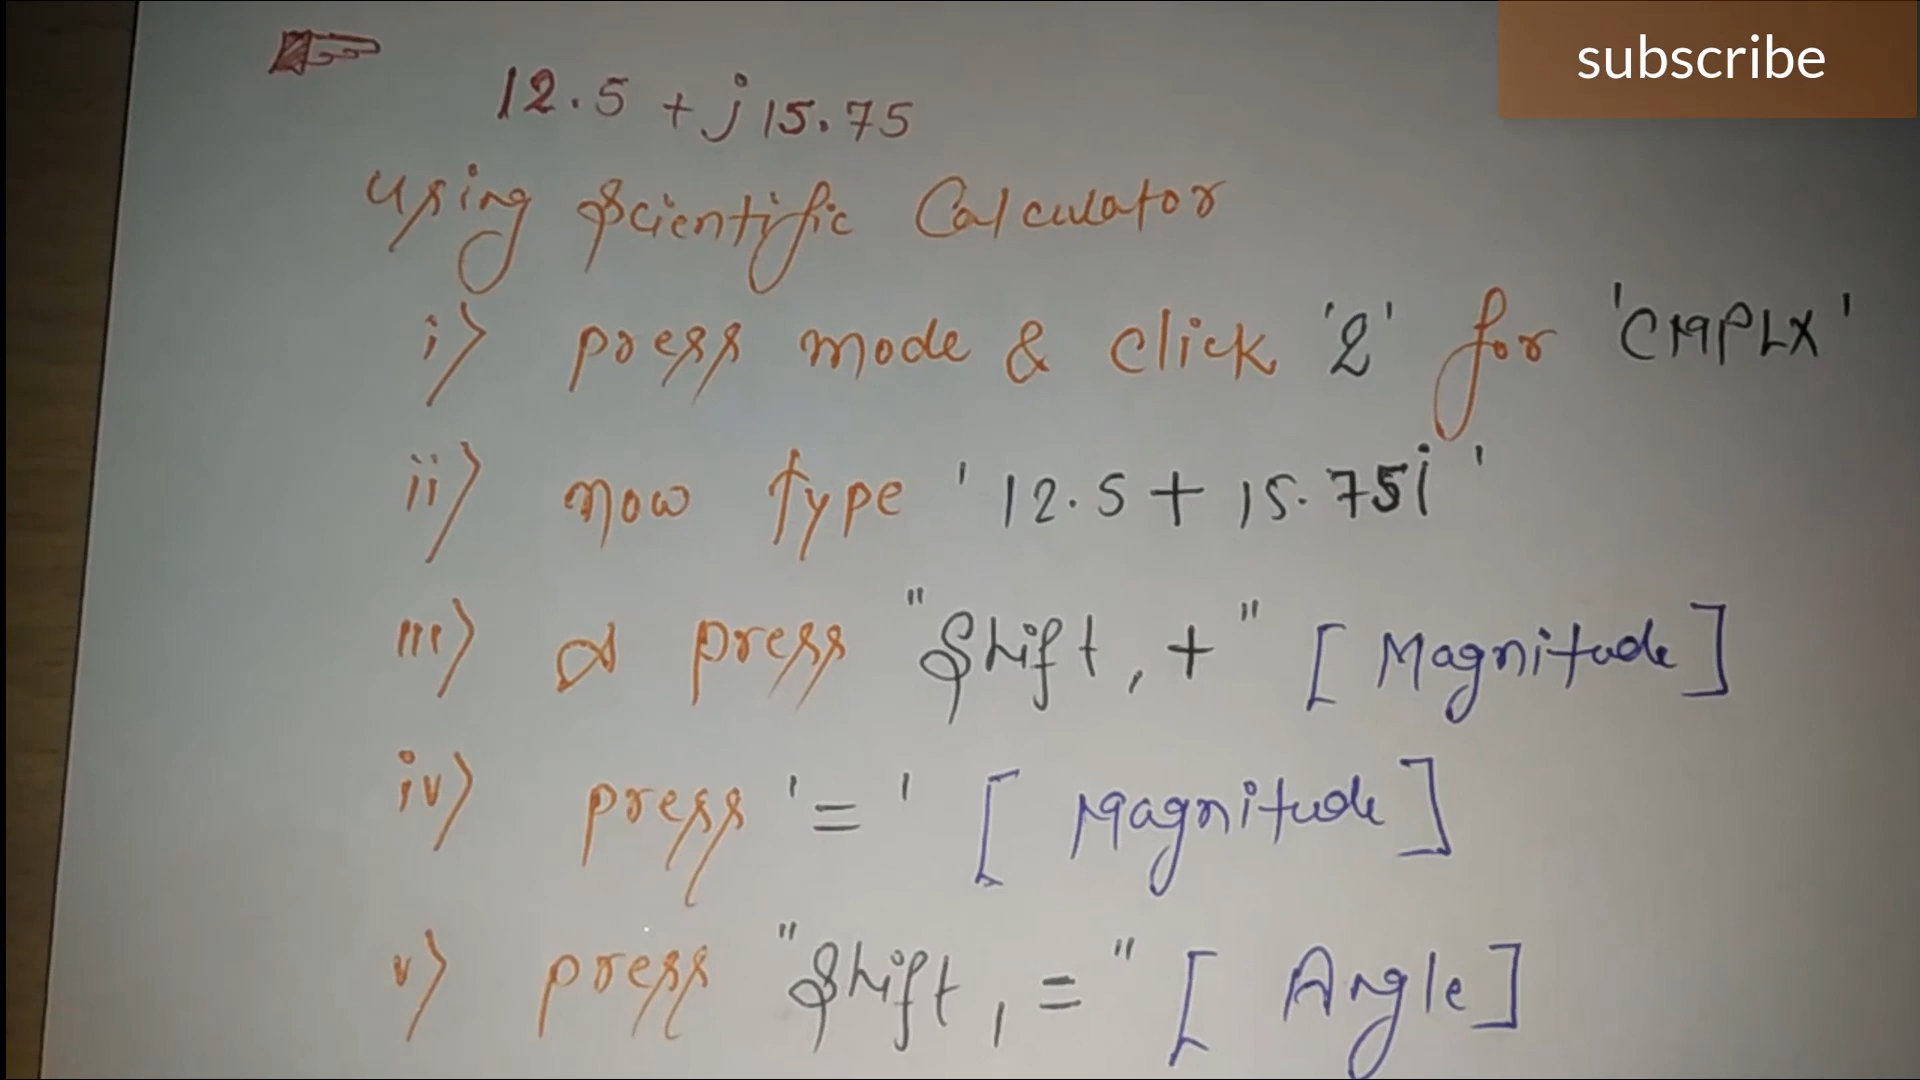 subscribe
12.5 + j 15.75
using Scientific Calculator
i) press mode & click '2' for 'CMPLX'
ii) now type '12.5 + 15.75i'
iii) & press "Shift, +" [Magnitude]
iv) press '=' [Magnitude]
v) press "Shift, =" [Angle]